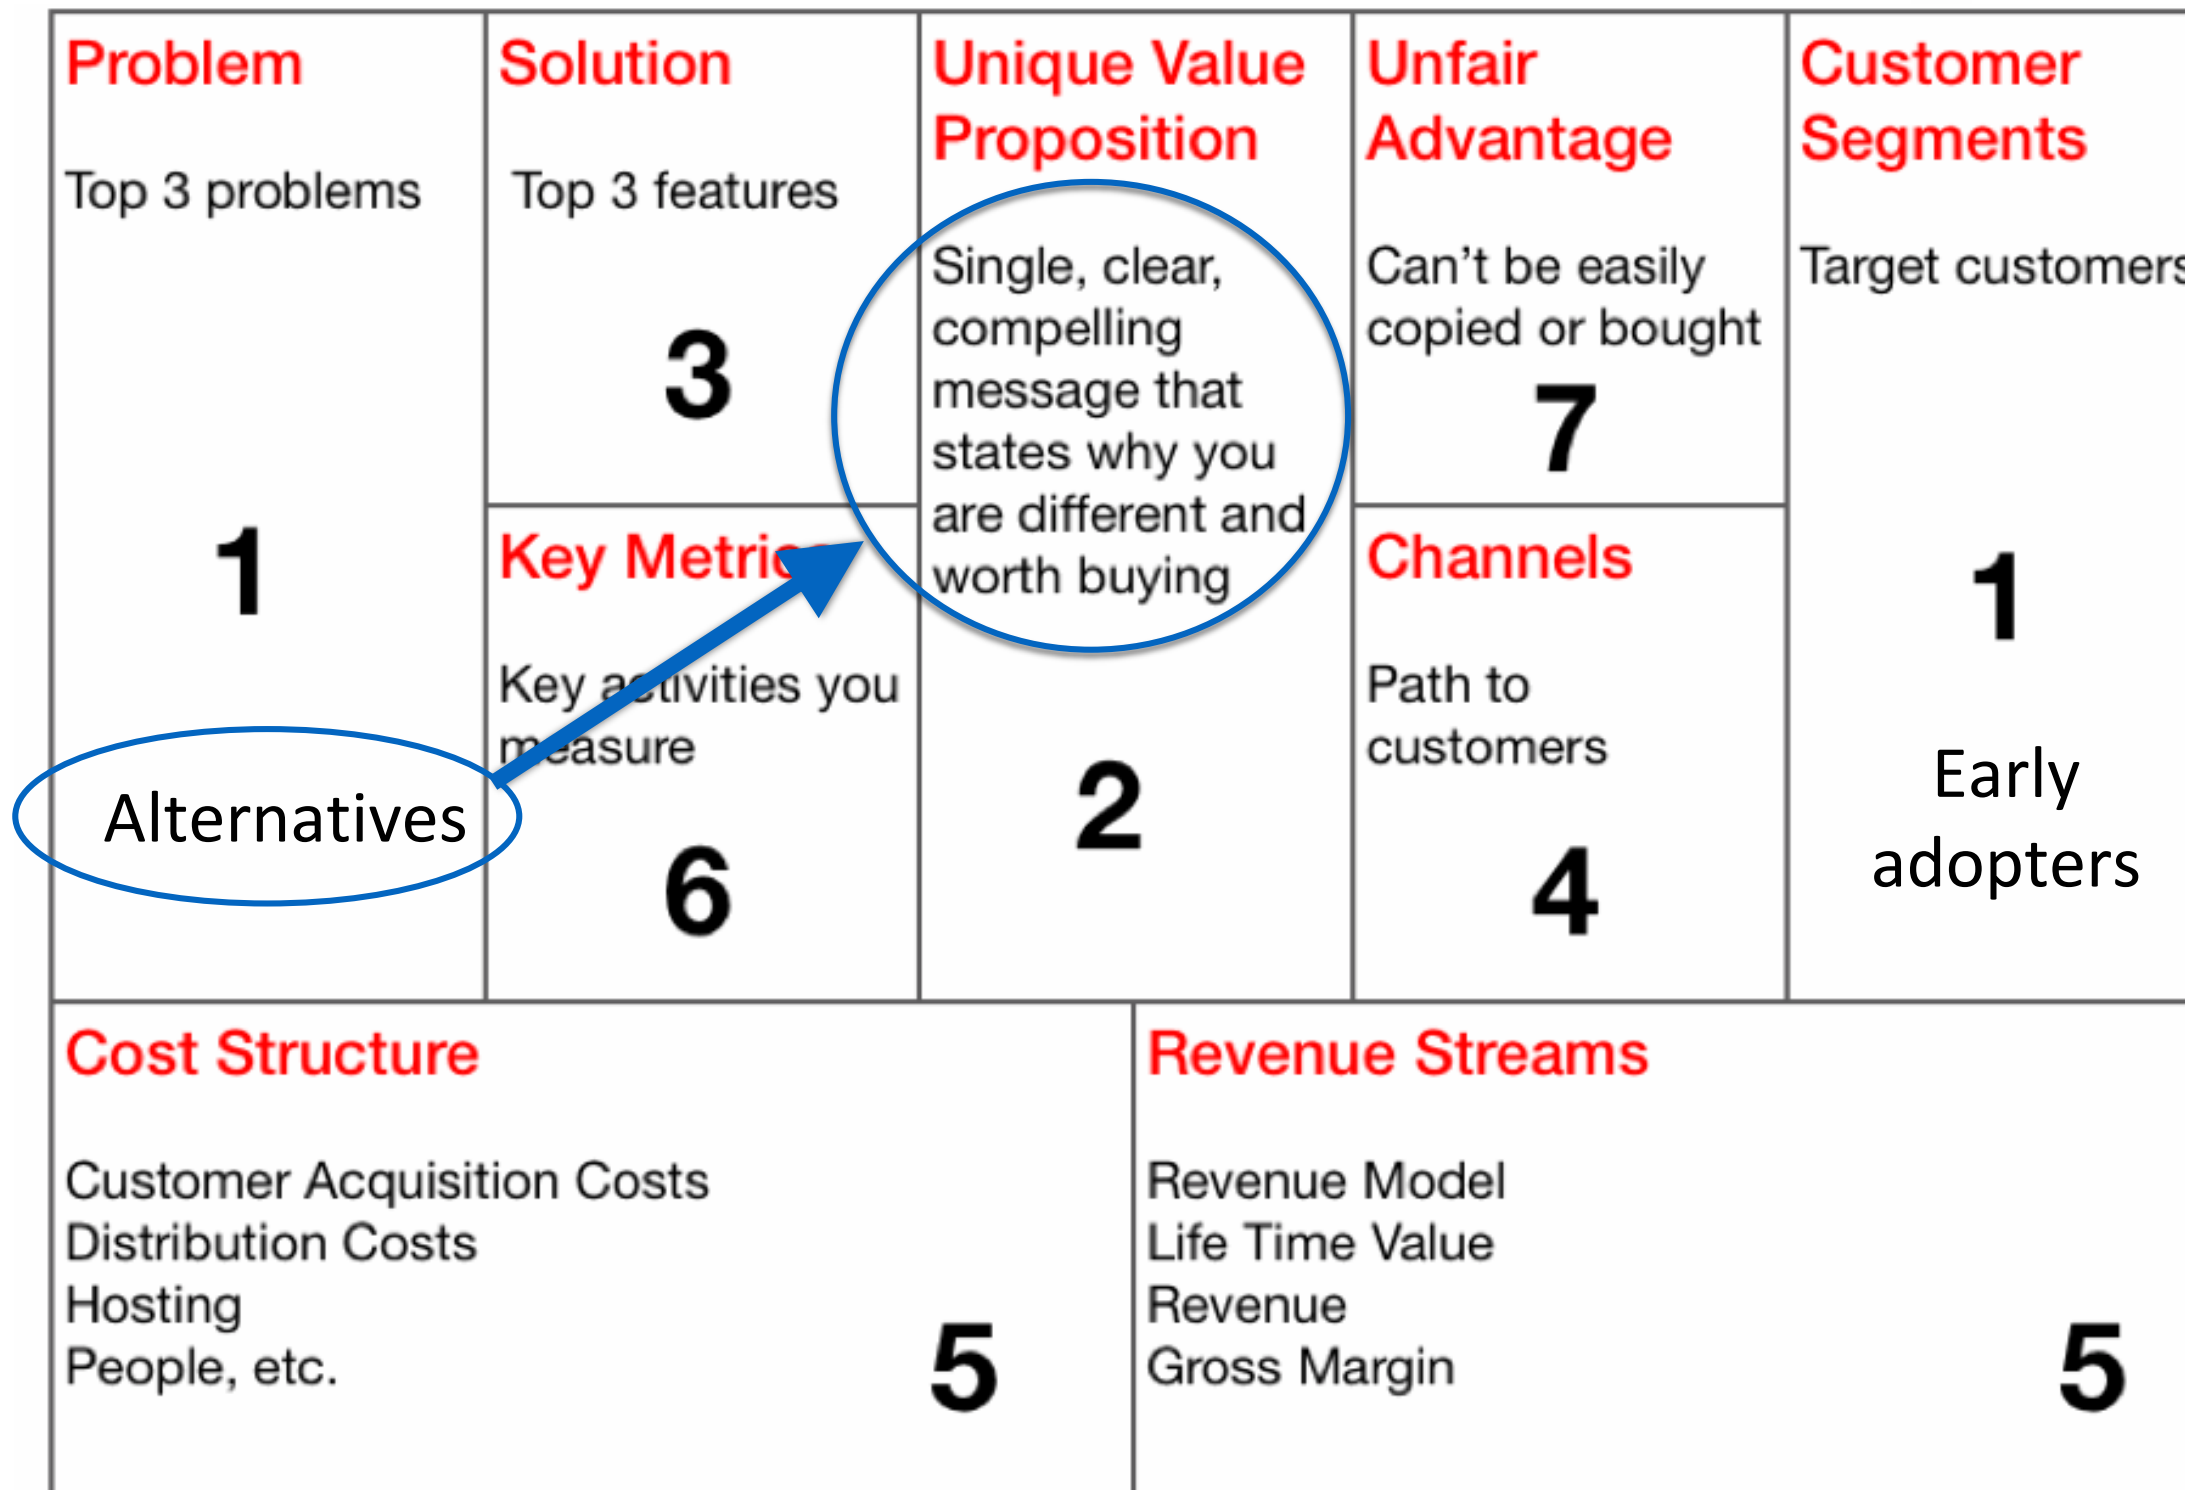 Problem
Top 3 problems
1
Alternatives
Solution
Top 3 features
3
Key Metrics
Key activities you
measure
6
Unique Value
Proposition
Single, clear,
compelling
message that
states why you
are different and
worth buying
2
Unfair
Advantage
Can't be easily
copied or bought
7
Channels
Path to
customers
4
Customer
Segments
Target customers
1
Early
adopters
Cost Structure
Customer Acquisition Costs
Distribution Costs
Hosting
People, etc.
5
Revenue Streams
Revenue Model
Life Time Value
Revenue
Gross Margin
5